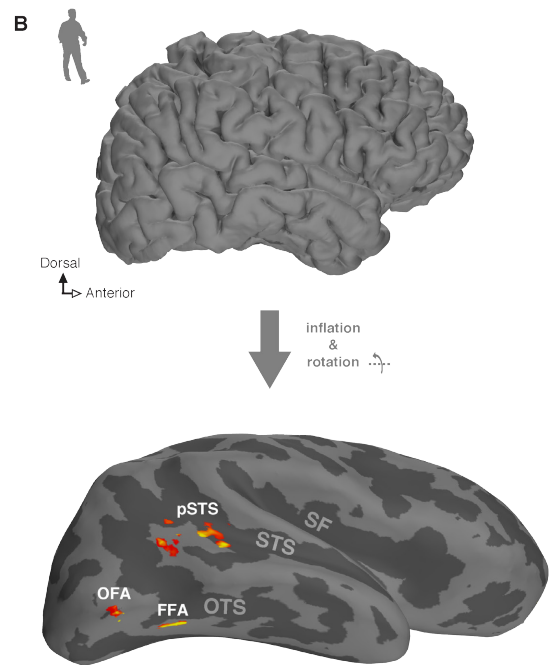 B
Dorsal
Anterior
inflation
&
rotation
pSTS
SF
STS
OFA
FFA
OTS